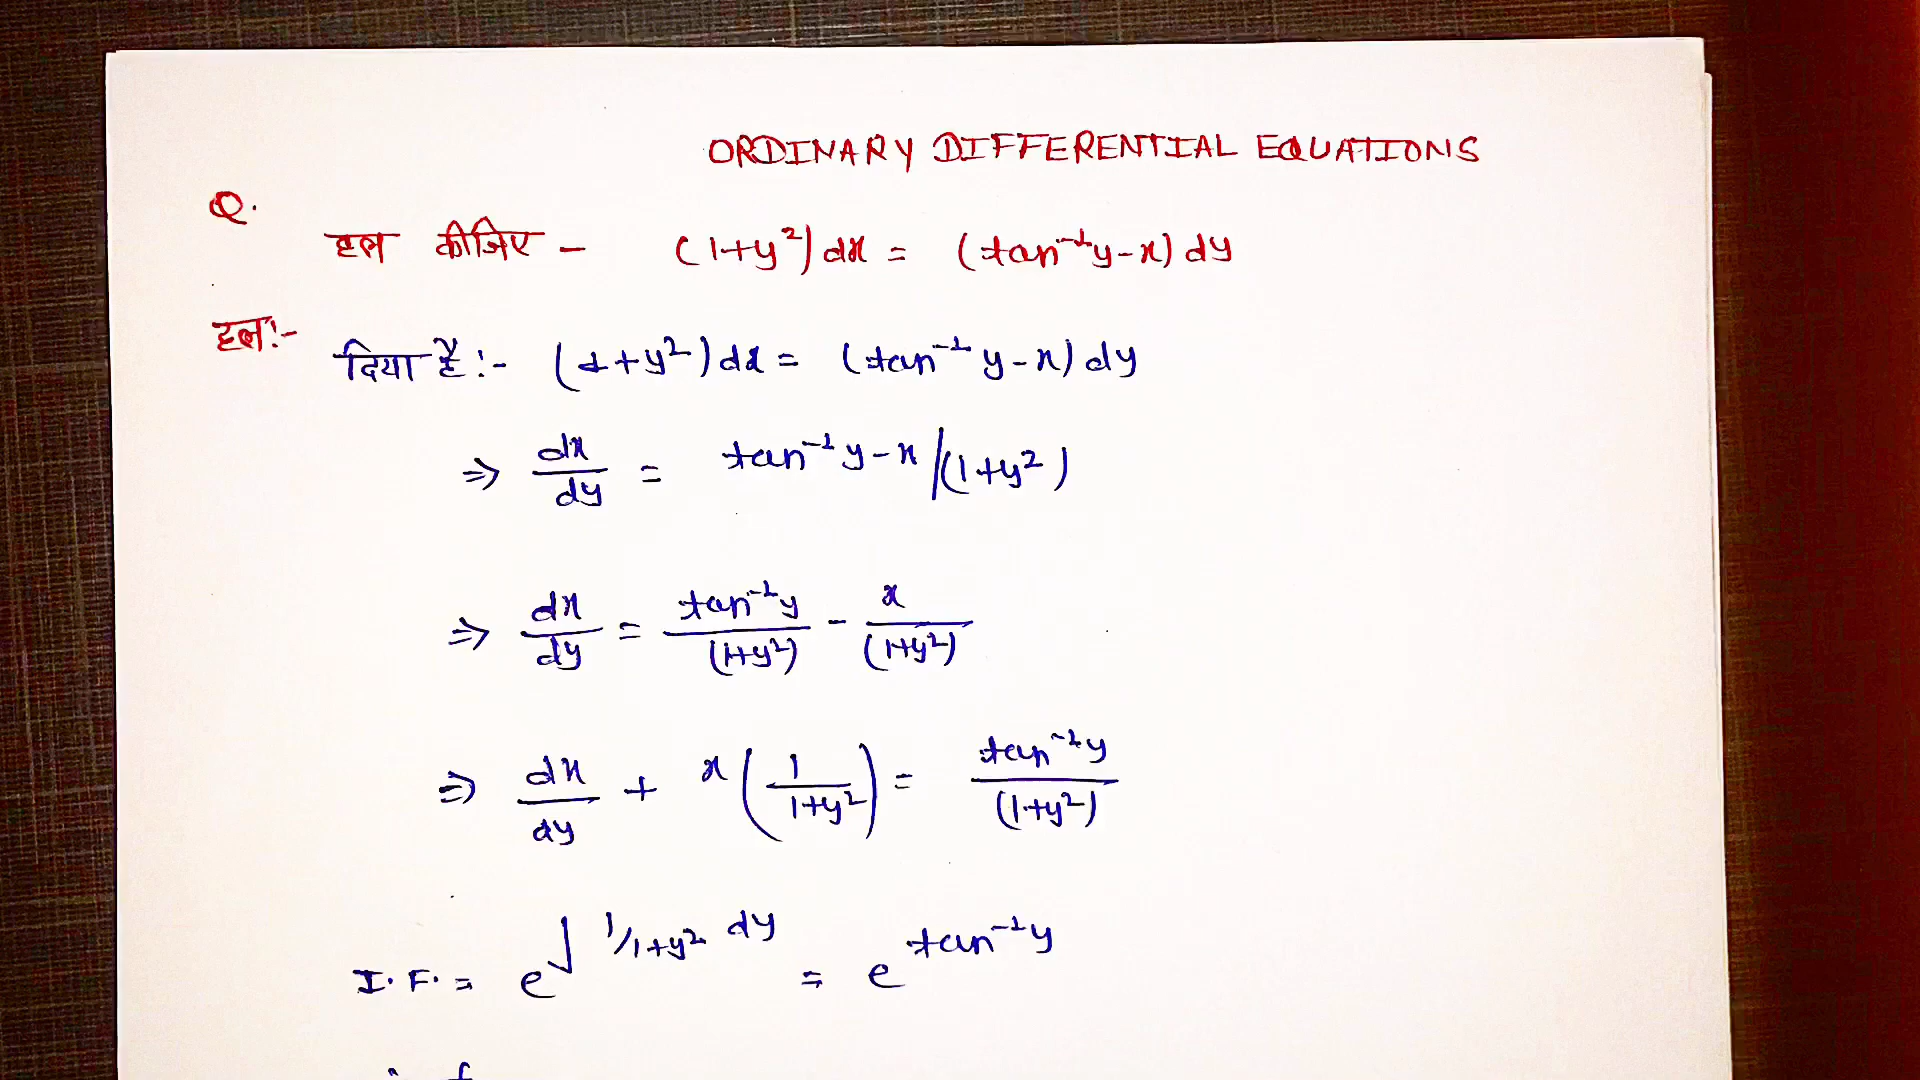 ORDINARY DIFFERENTIAL EQUATIONS
Q.
हल कीजिए - (1+y²)dx = (tan⁻¹y-x)dy
हल:-
दिया है:- (1+y²)dx = (tan⁻¹y-x)dy
⇒ dx/dy = tan⁻¹y-x/(1+y²)
⇒ dx/dy = tan⁻¹y/(1+y²) - x/(1+y²)
⇒ dx/dy + x(1/1+y²) = tan⁻¹y/(1+y²)
I.F. = e^∫1/1+y² dy = e^tan⁻¹y